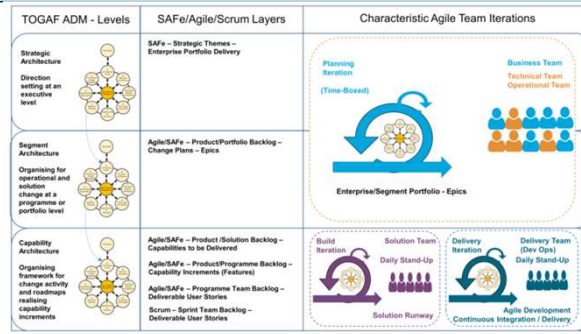 TOGAF ADM - Levels
SAFe/Agile/Scrum Layers
Characteristic Agile Team Iterations
Strategic
Architecture
Direction
setting at an
executive
level
SAFe – Strategic Themes –
Enterprise Portfolio Delivery
Planning
Iteration
(Time-Boxed)
Business Team
Technical Team
Operational Team
Enterprise/Segment Portfolio - Epics
Segment
Architecture
Organising for
operational and
solution
change at a
programme or
portfolio level
Agile/SAFe – Product/Portfolio Backlog –
Change Plans – Epics
Capability
Architecture
Organising
framework for
change activity
and roadmaps
realising
capability
increments
Agile/SAFe – Product /Solution Backlog –
Capabilities to be Delivered
Agile/SAFe – Product/Programme Backlog –
Capability Increments (Features)
Agile/SAFe – Programme Team Backlog –
Deliverable User Stories
Scrum – Sprint Team Backlog –
Deliverable User Stories
Build
Iteration
Solution Team
Daily Stand-Up
Solution Runway
Delivery
Iteration
Delivery Team
(Dev Ops)
Daily Stand-Up
Agile Development
Continuous Integration / Delivery